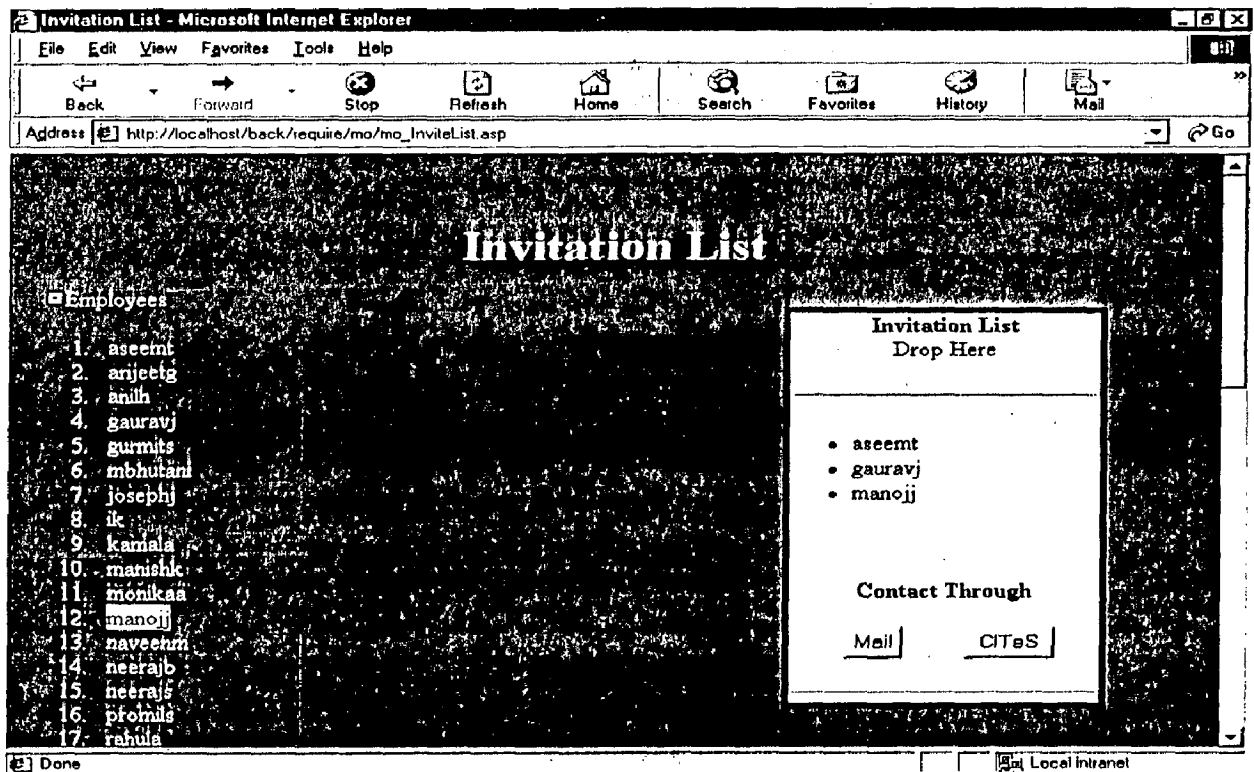 Invitation List - Microsoft Internet Explorer
File Edit View Favorites Tools Help
Back Forward Stop Refresh Home Search Favorites History Mail
Address http://localhost/back/require/mo/mo_InviteList.asp Go
Invitation List
Employees
1. aseemt
2. arijeetg
3. anilh
4. gauravj
5. gurmits
6. mbhutani
7. josephj
8. ik
9. kamala
10. manishk
11. monikaa
12. manojj
13. naveenm
14. neerajb
15. neerajs
16. promils
17. rahula
Invitation List
Drop Here
• aseemt
• gauravj
• manojj
Contact Through
Mail CITeS
Done Local intranet